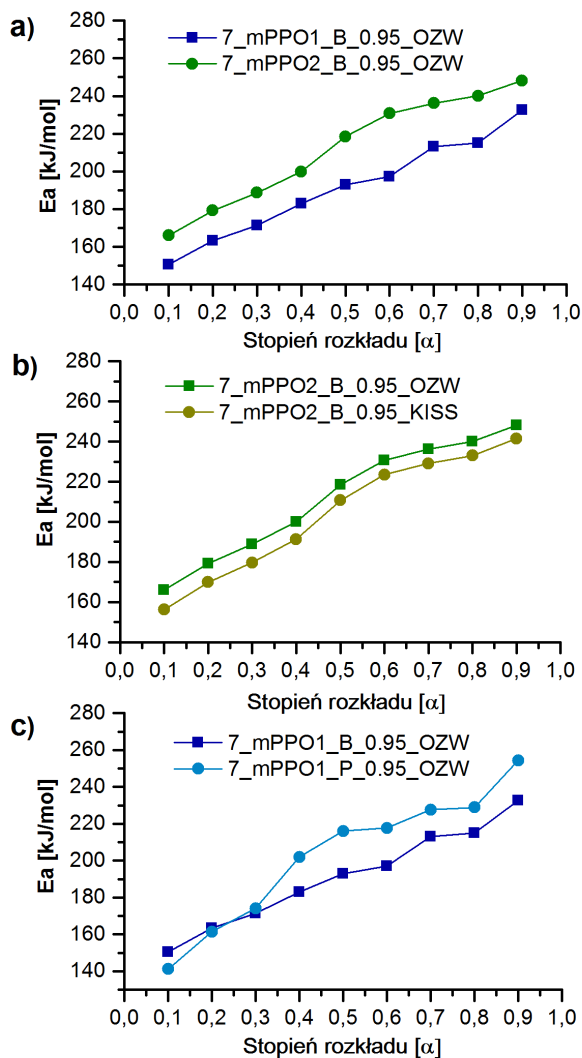 a)
7_mPPO1_B_0.95_OZW
7_mPPO2_B_0.95_OZW
Ea [kJ/mol]
280
260
240
220
200
180
160
140
0,0 0,1 0,2 0,3 0,4 0,5 0,6 0,7 0,8 0,9 1,0
Stopień rozkładu [α]
b)
7_mPPO2_B_0.95_OZW
7_mPPO2_B_0.95_KISS
Ea [kJ/mol]
280
260
240
220
200
180
160
140
0,0 0,1 0,2 0,3 0,4 0,5 0,6 0,7 0,8 0,9 1,0
Stopień rozkładu [α]
c)
7_mPPO1_B_0.95_OZW
7_mPPO1_P_0.95_OZW
Ea [kJ/mol]
280
260
240
220
200
180
160
140
0,0 0,1 0,2 0,3 0,4 0,5 0,6 0,7 0,8 0,9 1,0
Stopień rozkładu [α]